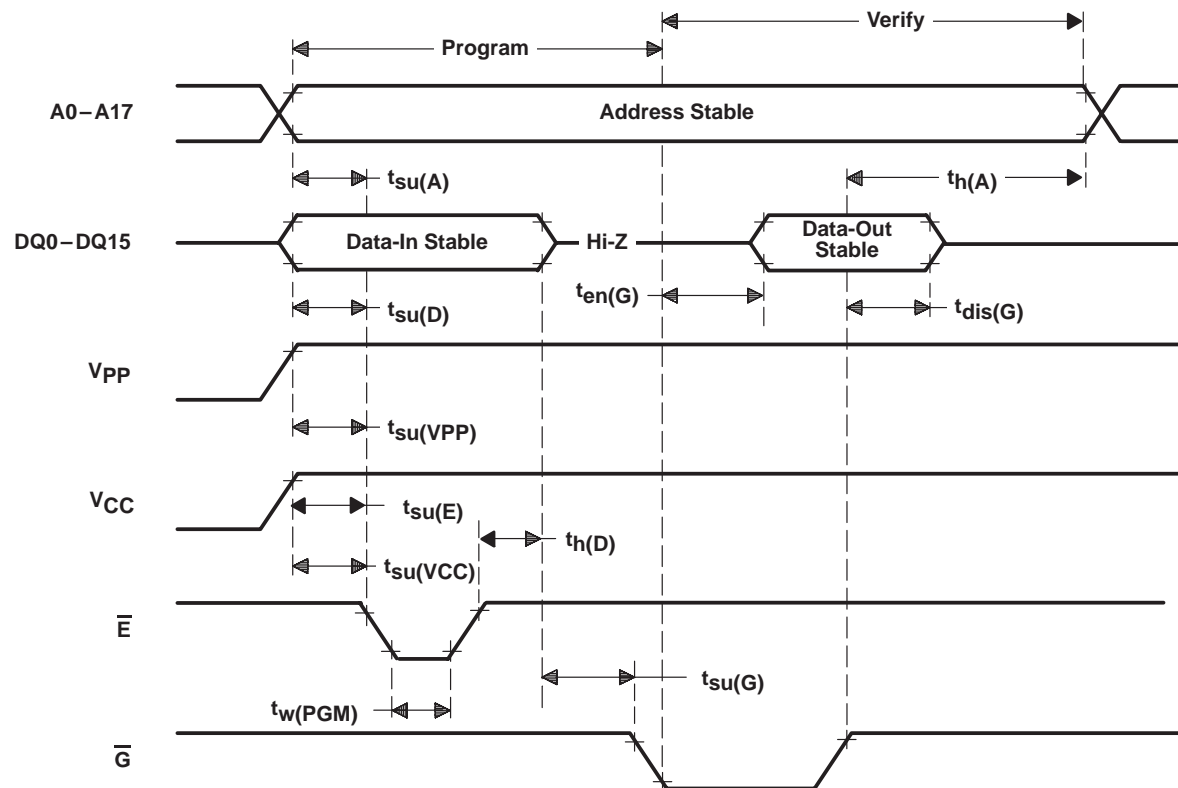 Verify
Program
A0–A17
Address Stable
tsu(A)
th(A)
DQ0–DQ15
Data-In Stable
Hi-Z
Data-Out
Stable
ten(G)
tsu(D)
tdis(G)
VPP
tsu(VPP)
VCC
tsu(E)
th(D)
tsu(VCC)
E
tsu(G)
tw(PGM)
G